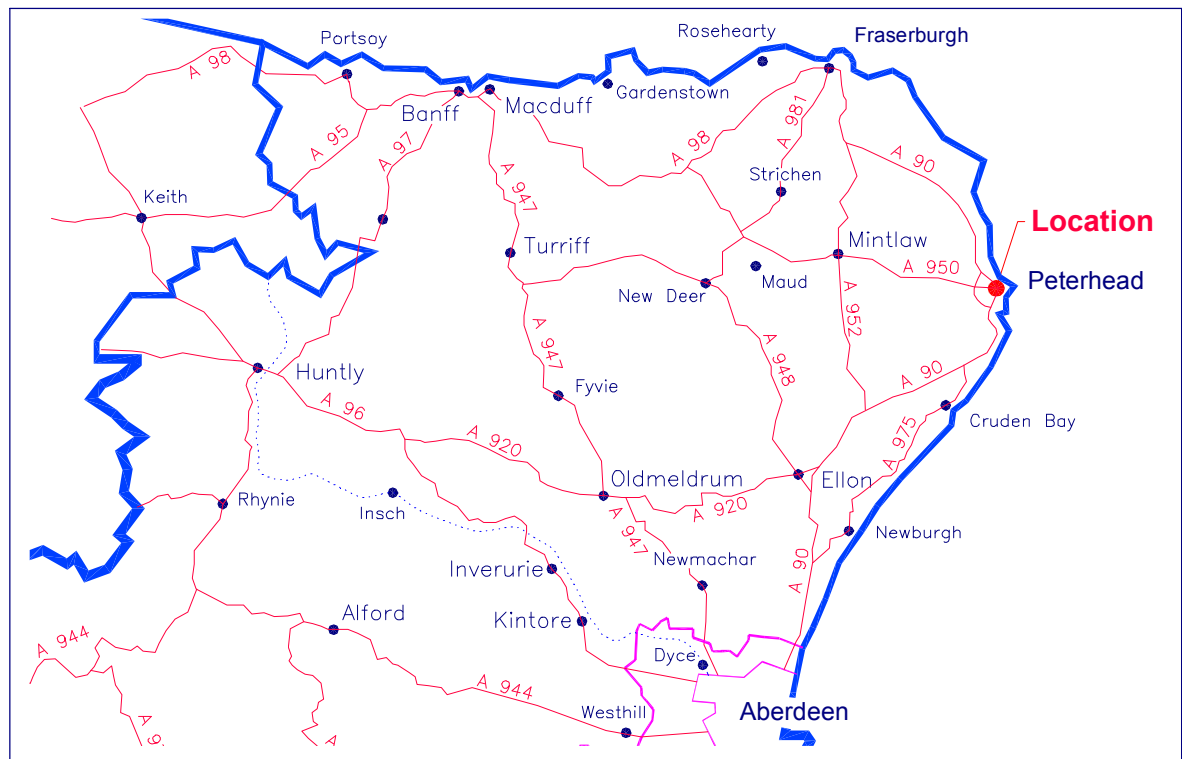 Portsoy
Rosehearty
Fraserburgh
A 98
Banff
Macduff
Gardenstown
A 981
A 95
A 97
A 98
A 90
Keith
A 947
Strichen
Location
Turriff
Mintlaw
A 950
Peterhead
New Deer
Maud
A 952
A 947
A 948
A 90
Huntly
Fyvie
A 96
Cruden Bay
A 975
A 920
Oldmeldrum
Ellon
Rhynie
Insch
A 920
A 947
Newburgh
Newmachar
A 90
Inverurie
Alford
Kintore
A 944
Dyce
A 944
Westhill
Aberdeen
A 9
A